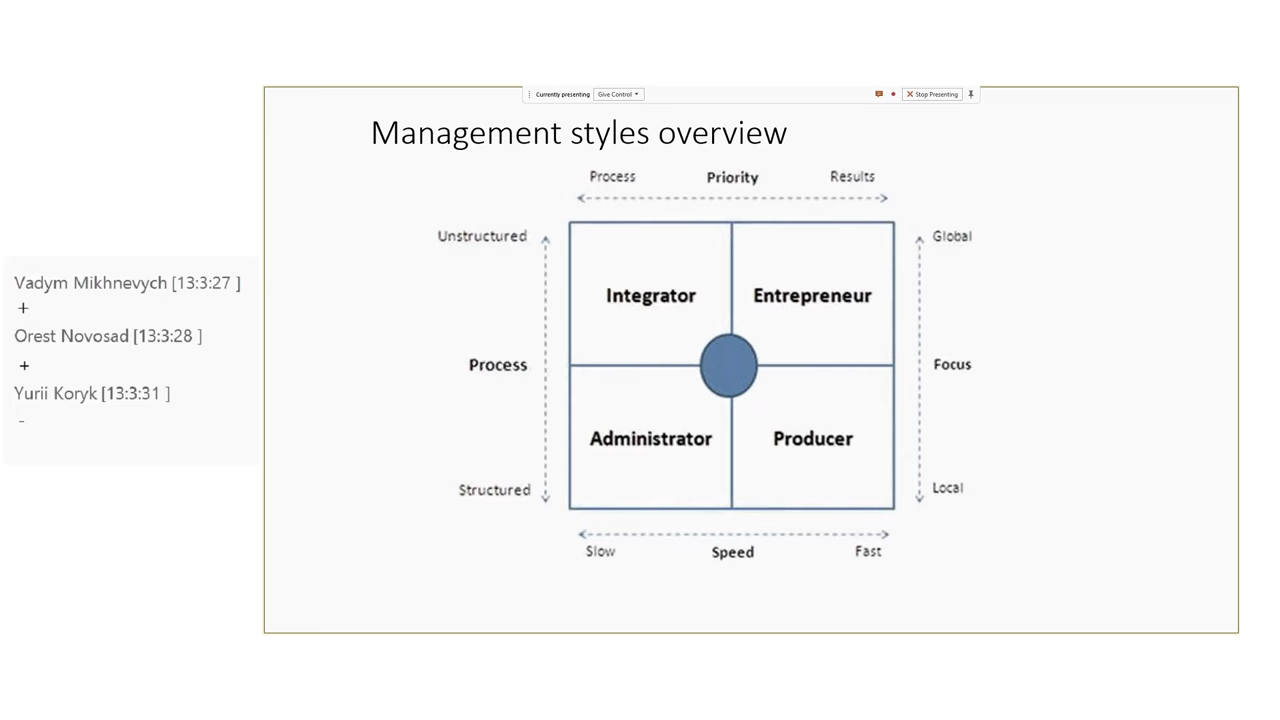 Currently presenting Give Control Stop Presenting
Management styles overview
Process Priority Results
Unstructured Global
Integrator Entrepreneur
Process Focus
Administrator Producer
Structured Local
Slow Speed Fast
Vadym Mikhnevych [13:3:27 ]
+
Orest Novosad [13:3:28 ]
+
Yurii Koryk [13:3:31 ]
-